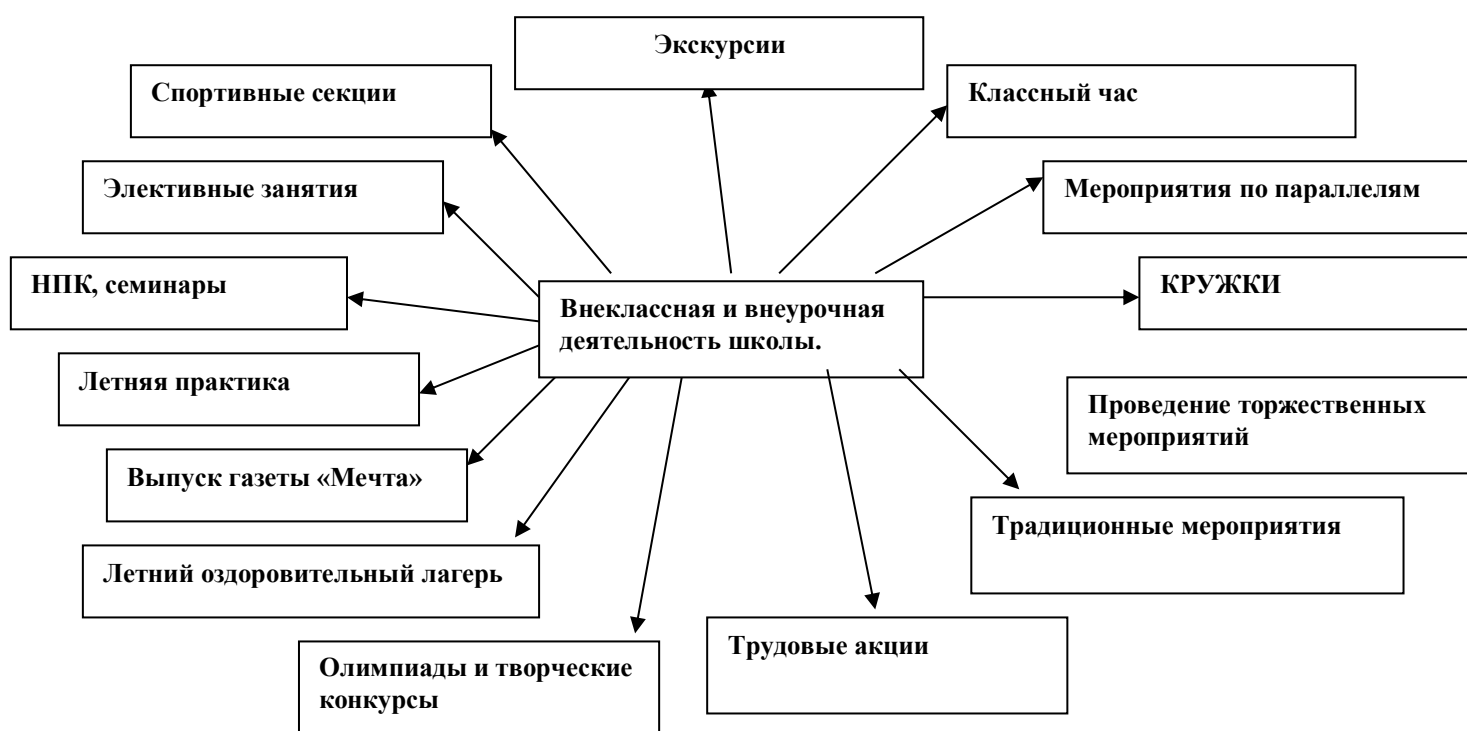 Экскурсии
Спортивные секции
Классный час
Элективные занятия
Мероприятия по параллелям
НПК, семинары
КРУЖКИ
Внеклассная и внеурочная
деятельность школы.
Летняя практика
Проведение торжественных
мероприятий
Выпуск газеты «Мечта»
Традиционные мероприятия
Летний оздоровительный лагерь
Трудовые акции
Олимпиады и творческие
конкурсы